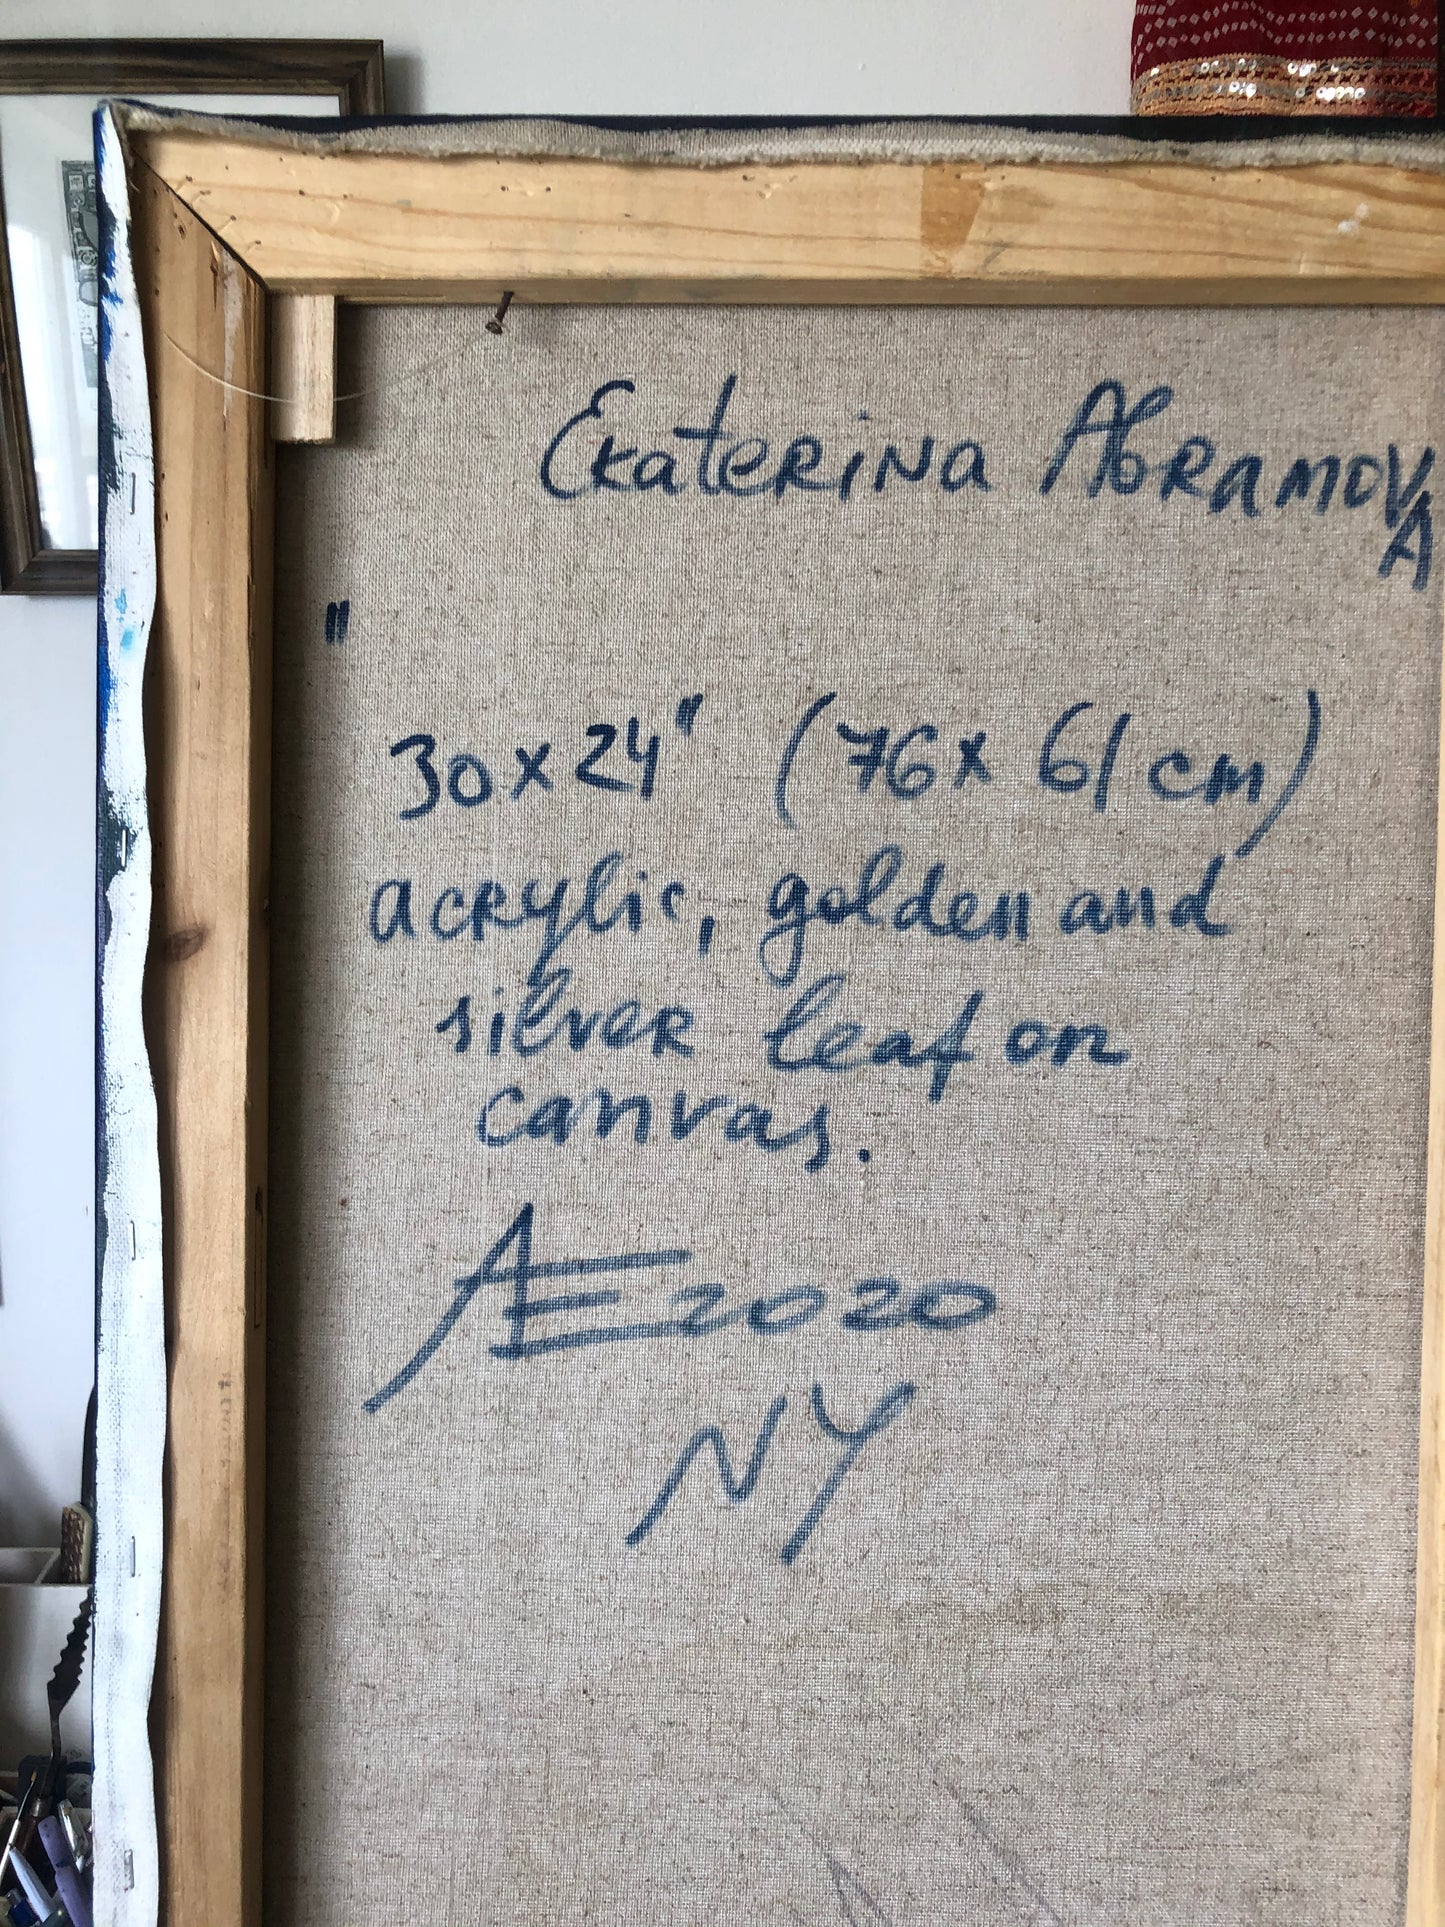 Ekaterina Abramova
"
30x24" (76x61cm)
acrylic, golden and
silver leaf on
canvas.
AE 2020
NY